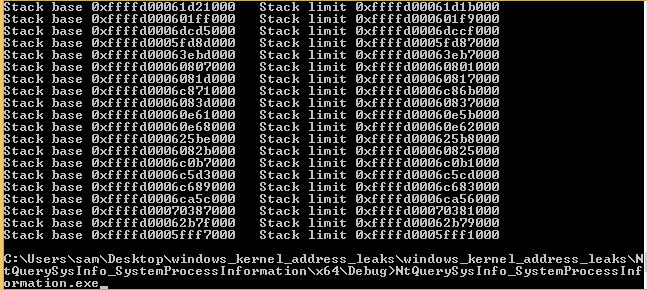 Stack base 0xffffd00061d21000   Stack limit 0xffffd00061d1b000
Stack base 0xffffd000601ff000   Stack limit 0xffffd000601f9000
Stack base 0xffffd0006dcd5000   Stack limit 0xffffd0006dccf000
Stack base 0xffffd0005fd8d000   Stack limit 0xffffd0005fd87000
Stack base 0xffffd00063ebd000   Stack limit 0xffffd00063eb7000
Stack base 0xffffd00060807000   Stack limit 0xffffd00060801000
Stack base 0xffffd0006081d000   Stack limit 0xffffd00060817000
Stack base 0xffffd0006c871000   Stack limit 0xffffd0006c86b000
Stack base 0xffffd0006083d000   Stack limit 0xffffd00060837000
Stack base 0xffffd00060e61000   Stack limit 0xffffd00060e5b000
Stack base 0xffffd00060e68000   Stack limit 0xffffd00060e62000
Stack base 0xffffd000625be000   Stack limit 0xffffd000625b8000
Stack base 0xffffd0006082b000   Stack limit 0xffffd00060825000
Stack base 0xffffd0006c0b7000   Stack limit 0xffffd0006c0b1000
Stack base 0xffffd0006c5d3000   Stack limit 0xffffd0006c5cd000
Stack base 0xffffd0006c689000   Stack limit 0xffffd0006c683000
Stack base 0xffffd0006ca5c000   Stack limit 0xffffd0006ca56000
Stack base 0xffffd00070387000   Stack limit 0xffffd00070381000
Stack base 0xffffd00062b7f000   Stack limit 0xffffd00062b79000
Stack base 0xffffd0005fff7000   Stack limit 0xffffd0005fff1000
C:\Users\sam\Desktop\windows_kernel_address_leaks\windows_kernel_address_leaks\N
tQuerySysInfo_SystemProcessInformation\x64\Debug>NtQuerySysInfo_SystemProcessInf
ormation.exe